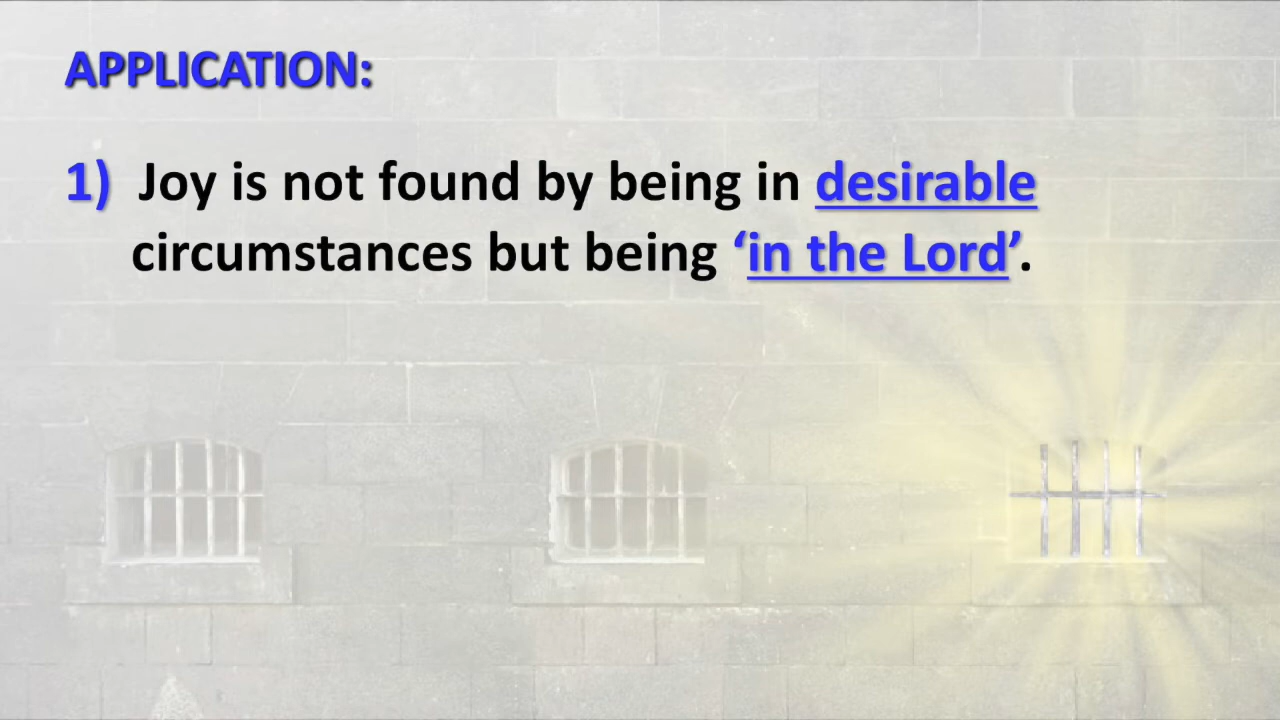 APPLICATION:
1) Joy is not found by being in desirable
circumstances but being ‘in the Lord’.